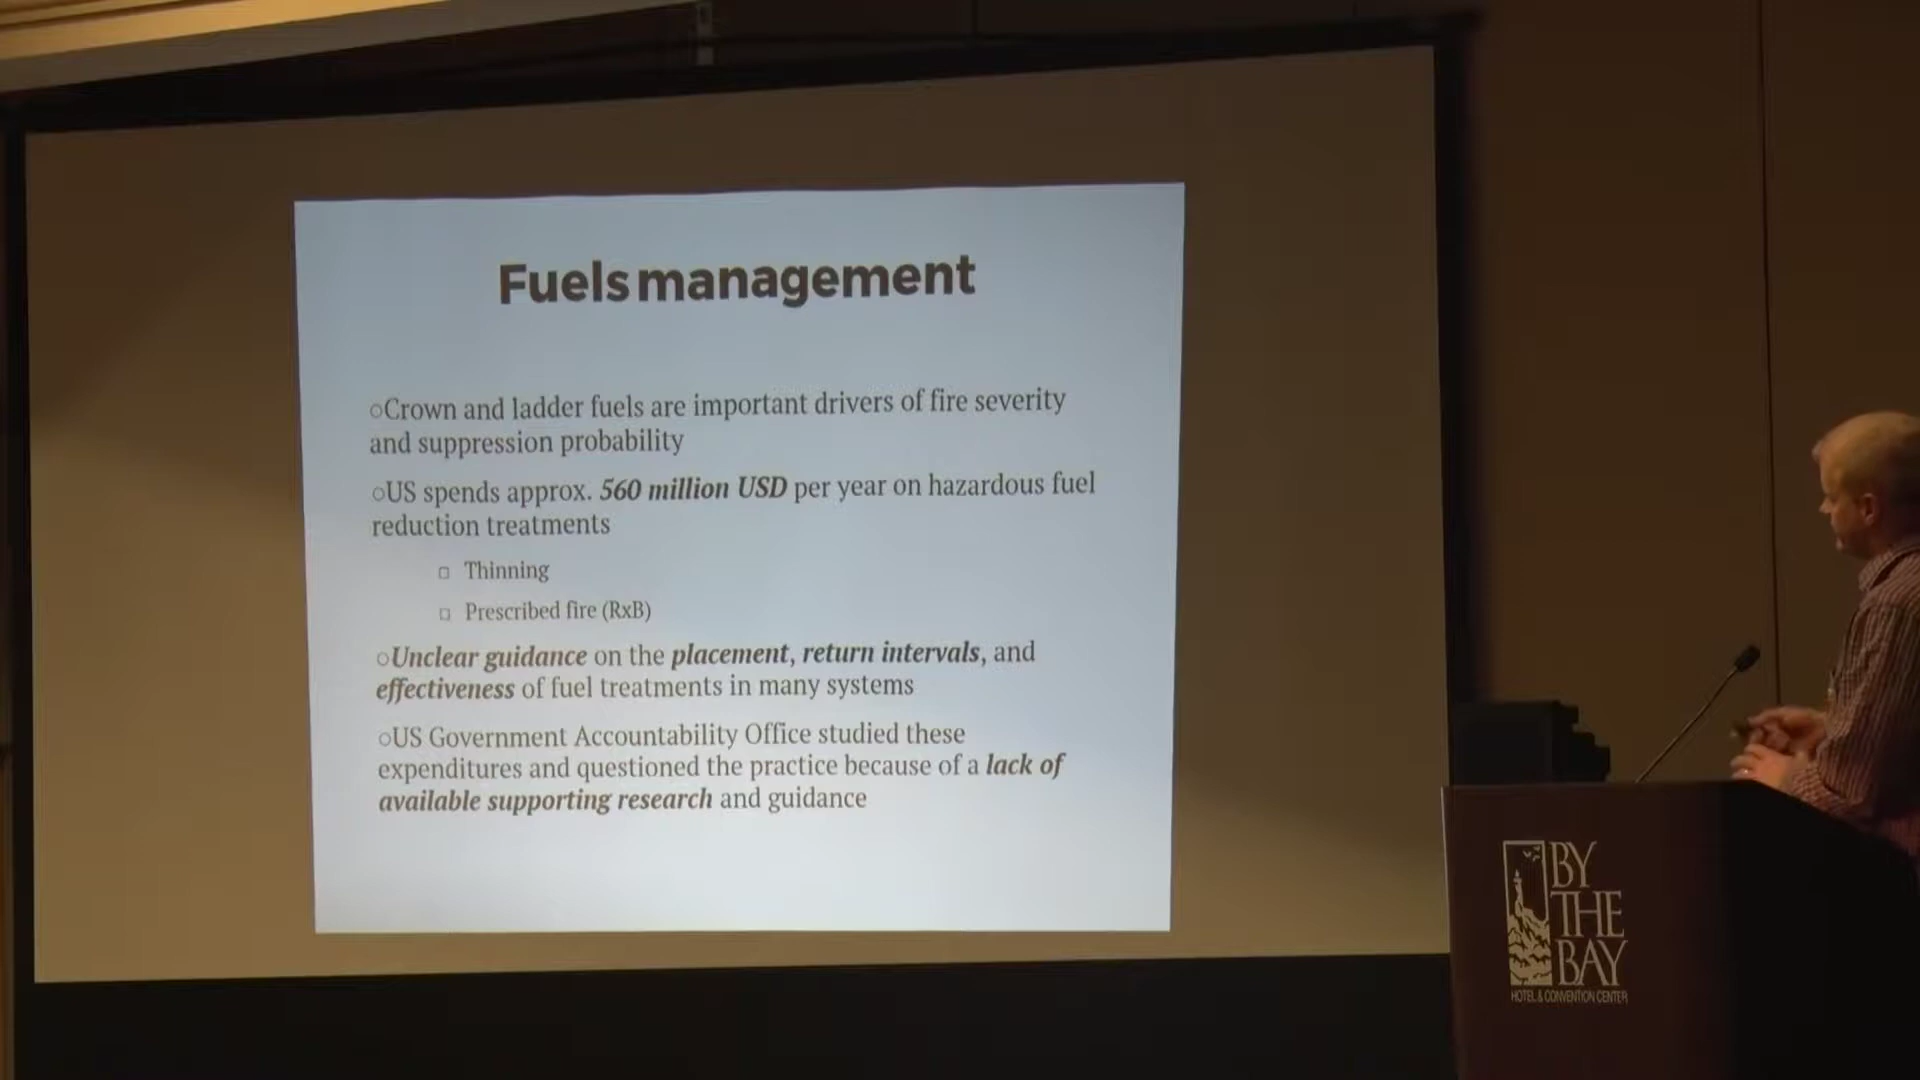 Fuels management
○Crown and ladder fuels are important drivers of fire severity
and suppression probability
○US spends approx. 560 million USD per year on hazardous fuel
reduction treatments
□ Thinning
□ Prescribed fire (RxB)
○Unclear guidance on the placement, return intervals, and
effectiveness of fuel treatments in many systems
○US Government Accountability Office studied these
expenditures and questioned the practice because of a lack of
available supporting research and guidance
BY
THE
BAY
HOTEL & CONVENTION CENTER